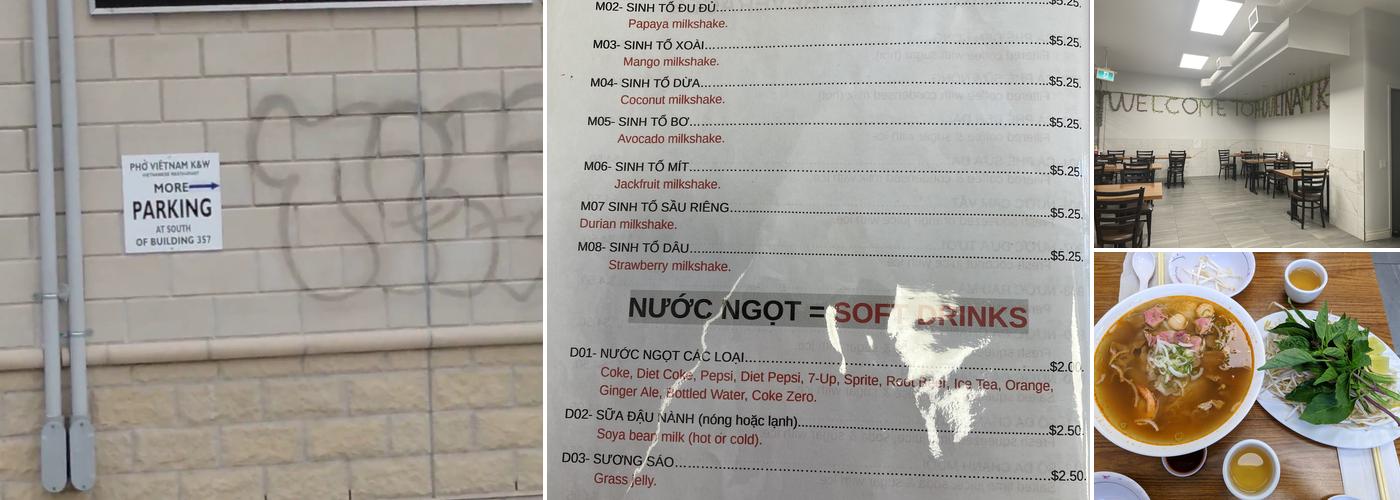 PHỞ VIỆTNAM K&W
VIETNAMESE RESTAURANT
MORE
PARKING
AT SOUTH
OF BUILDING 357
M02- SINH TỐ ĐU ĐỦ $5.25.
Papaya milkshake.
M03- SINH TỐ XOÀI $5.25.
Mango milkshake.
M04- SINH TỐ DỪA $5.25.
Coconut milkshake.
M05- SINH TỐ BƠ $5.25.
Avocado milkshake.
M06- SINH TỐ MÍT $5.25.
Jackfruit milkshake.
M07 SINH TỐ SẦU RIÊNG $5.25.
Durian milkshake.
M08- SINH TỐ DÂU $5.25.
Strawberry milkshake.
NƯỚC NGỌT = SOFT DRINKS
D01- NƯỚC NGỌT CÁC LOẠI $2.00.
Coke, Diet Coke, Pepsi, Diet Pepsi, 7-Up, Sprite, Root Beer, Ice Tea, Orange,
Ginger Ale, Bottled Water, Coke Zero.
D02- SỮA ĐẬU NÀNH (nóng hoặc lạnh) $2.50.
Soya bean milk (hot or cold).
D03- SƯƠNG SÁO $2.50.
Grass jelly.
WELCOME TO